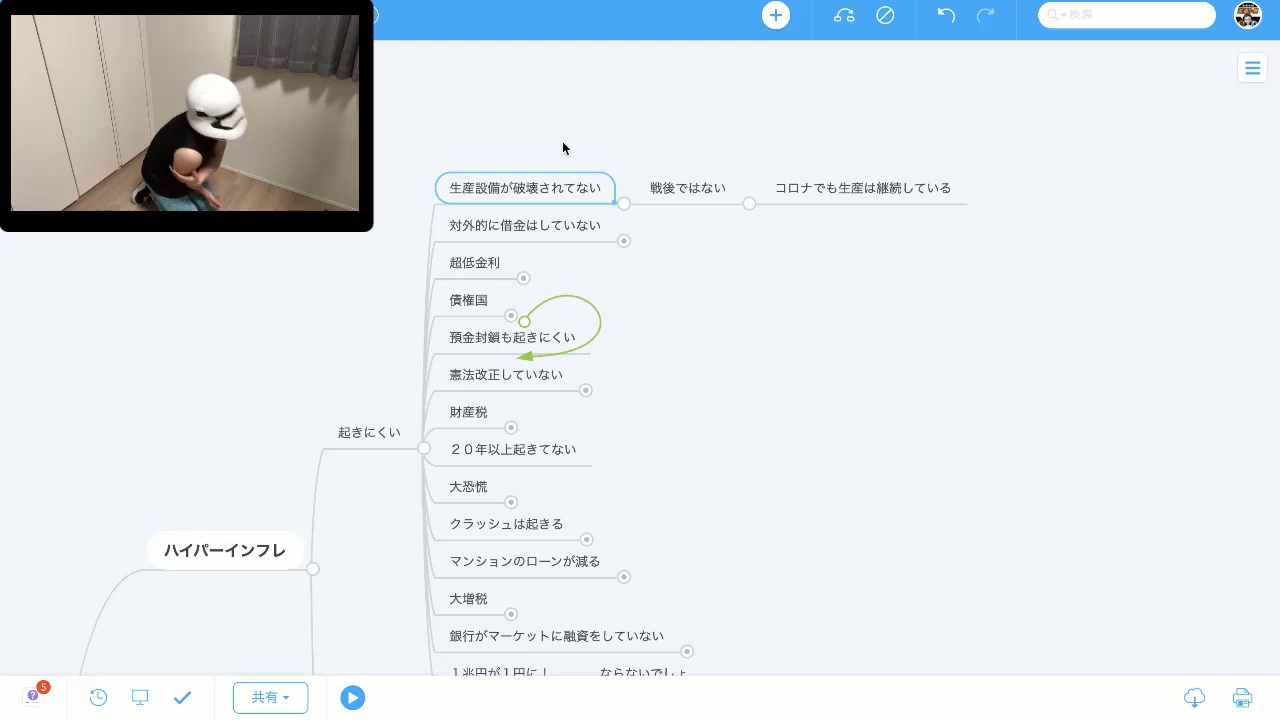 検索
生産設備が破壊されてない
戦後ではない
コロナでも生産は継続している
対外的に借金はしていない
超低金利
債権国
預金封鎖も起きにくい
憲法改正していない
財産税
起きにくい
２０年以上起きてない
大恐慌
クラッシュは起きる
ハイパーインフレ
マンションのローンが減る
大増税
銀行がマーケットに融資をしていない
5
共有